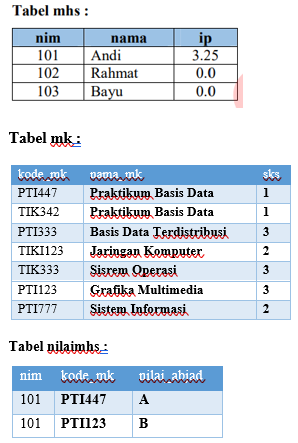 Tabel mhs :
nim nama ip
101 Andi 3.25
102 Rahmat 0.0
103 Bayu 0.0
Tabel mk :
kode_mk nama_mk sks
PTI447 Praktikum Basis Data 1
TIK342 Praktikum Basis Data 1
PTI333 Basis Data Terdistribusi 3
TIKI123 Jaringan Komputer 2
TIK333 Sisrem Operasi 3
PTI123 Grafika Multimedia 3
PTI777 Sistem Informasi 2
Tabel nilaimhs :
nim kode_mk nilai_abjad
101 PTI447 A
101 PTI123 B